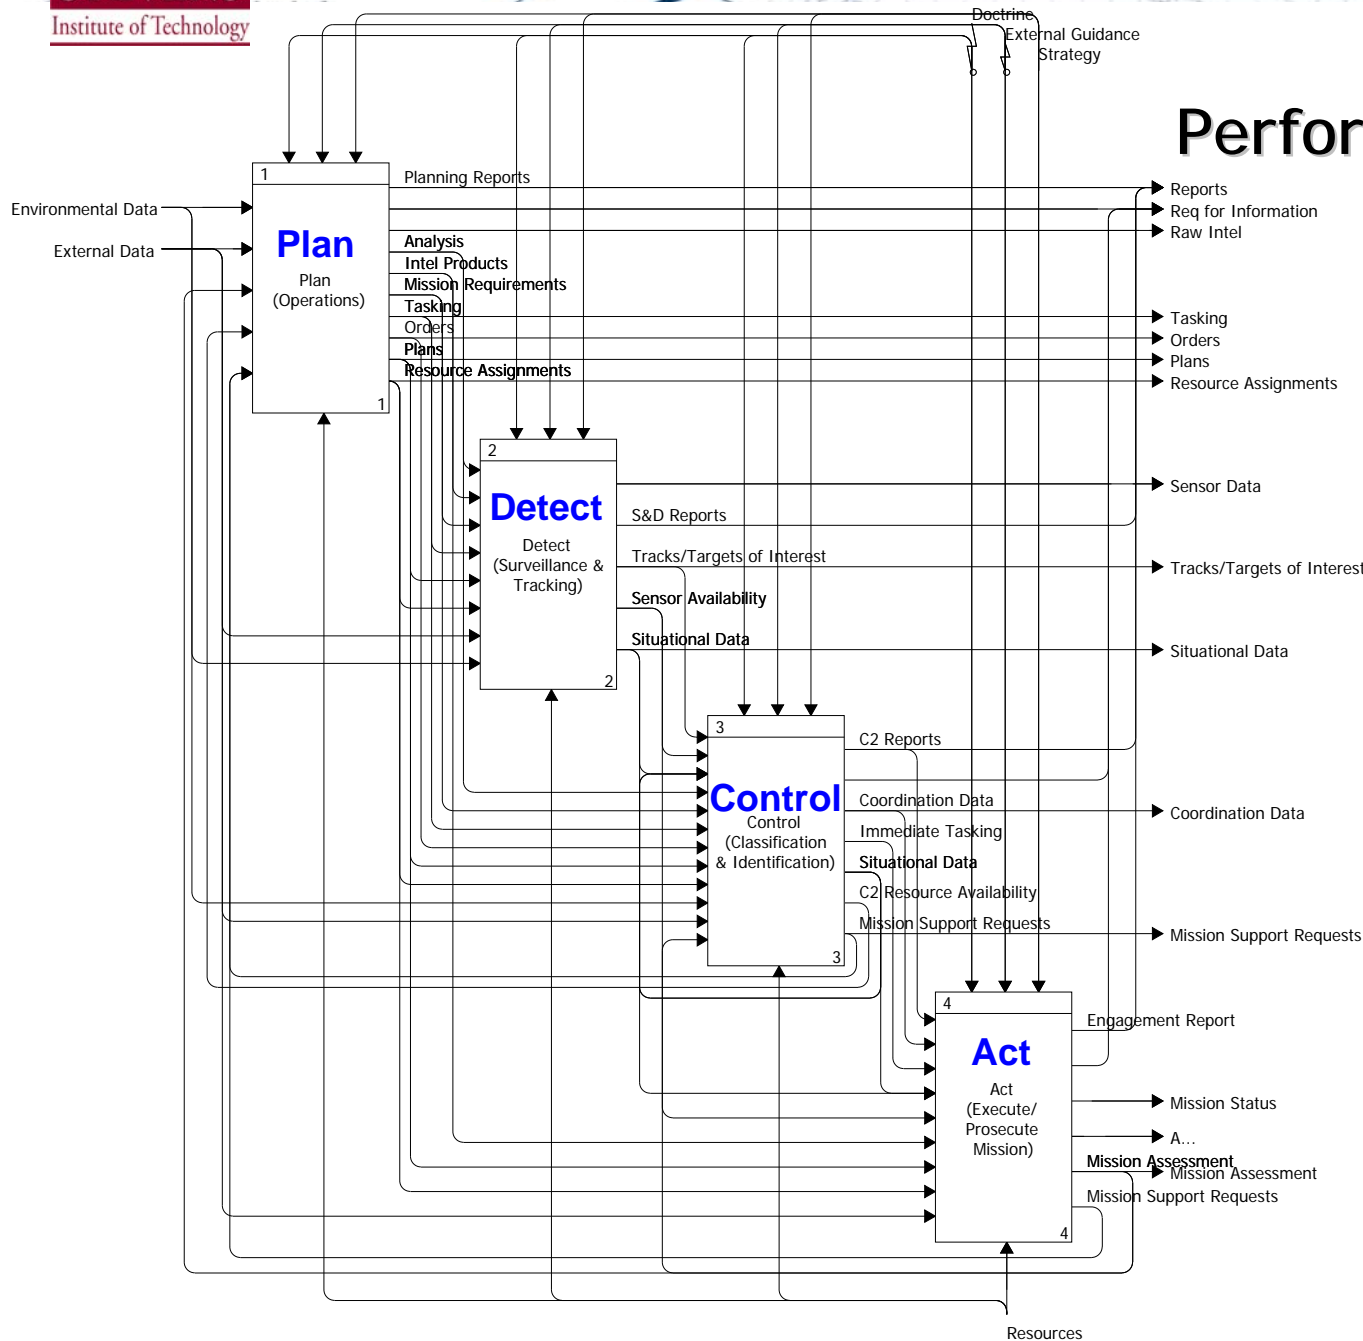 Institute of Technology
Doctrine
External Guidance
Strategy
Perfor
1
Planning Reports
Reports
Environmental Data
Req for Information
Raw Intel
Plan
Analysis
External Data
Intel Products
Plan
(Operations)
Mission Requirements
Tasking
Tasking
Orders
Orders
Plans
Plans
Resource Assignments
Resource Assignments
1
2
Sensor Data
Detect
S&D Reports
Detect
(Surveillance &
Tracking)
Tracks/Targets of Interest
Tracks/Targets of Interest
Sensor Availability
Situational Data
Situational Data
2
3
C2 Reports
Control
Coordination Data
Coordination Data
Control
(Classification
& Identification)
Immediate Tasking
Situational Data
C2 Resource Availability
Mission Support Requests
Mission Support Requests
3
4
Engagement Report
Act
Act
(Execute/
Prosecute
Mission)
Mission Status
A...
Mission Assessment
Mission Assessment
Mission Support Requests
4
Resources